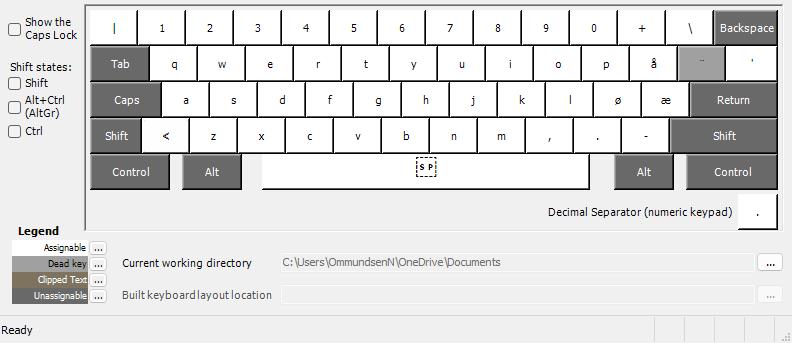 Show the
Caps Lock
Shift states:
Shift
Alt+Ctrl
(AltGr)
Ctrl
| 1 2 3 4 5 6 7 8 9 0 + \ Backspace
Tab q w e r t y u i o p å ¨ '
Caps a s d f g h j k l ø æ Return
Shift < z x c v b n m , . - Shift
Control Alt SP Alt Control
Decimal Separator (numeric keypad) .
Legend
Assignable ...
Dead key ...
Clipped Text ...
Unassignable ...
Current working directory C:\Users\OmmundsenN\OneDrive\Documents ...
Built keyboard layout location ...
Ready